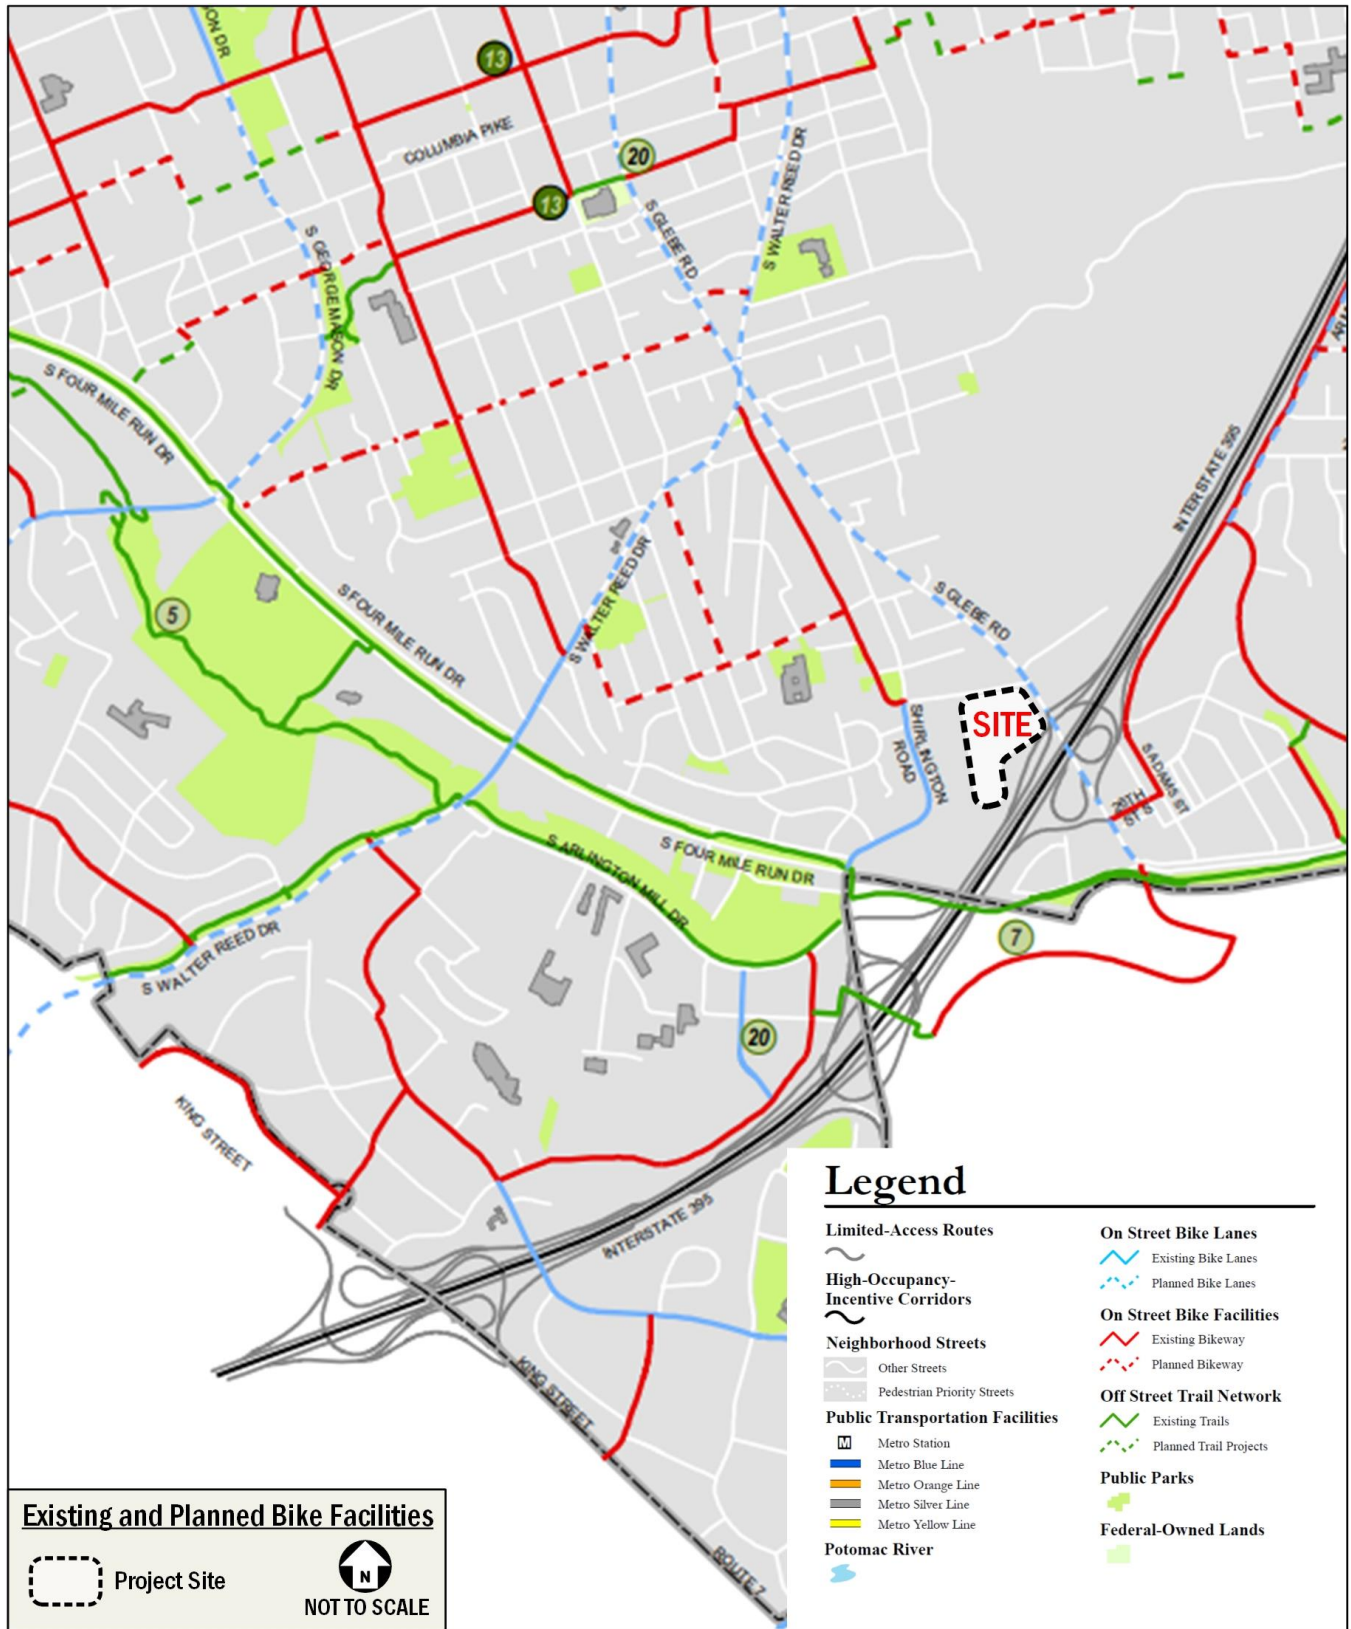 SON DR
13
COLUMBIA PIKE
20
13
S GLEBE RD
S WALTER REED DR
S GEORGE MASON DR
S FOUR MILE RUN DR
INTERSTATE 395
S WALTER REED DR
S FOUR MILE RUN DR
5
S GLEBE RD
SITE
SHIRLINGTON
ROAD
S ADAMS ST
28TH
ST S
S ARLINGTON MILL DR
S FOUR MILE RUN DR
7
S WALTER REED DR
20
KING STREET
INTERSTATE 395
KING STREET
ROUTE 7
Legend
Limited-Access Routes
High-Occupancy-
Incentive Corridors
Neighborhood Streets
Other Streets
Pedestrian Priority Streets
Public Transportation Facilities
M Metro Station
Metro Blue Line
Metro Orange Line
Metro Silver Line
Metro Yellow Line
Potomac River
On Street Bike Lanes
Existing Bike Lanes
Planned Bike Lanes
On Street Bike Facilities
Existing Bikeway
Planned Bikeway
Off Street Trail Network
Existing Trails
Planned Trail Projects
Public Parks
Federal-Owned Lands
Existing and Planned Bike Facilities
Project Site
N
NOT TO SCALE